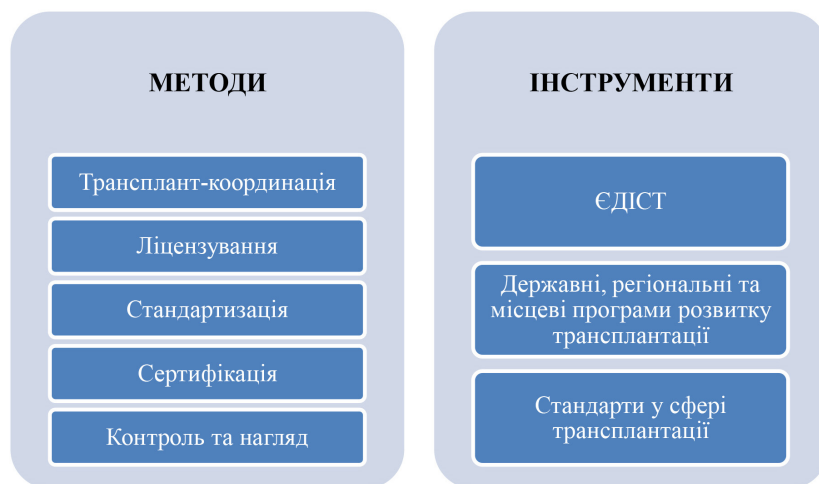 МЕТОДИ
Трансплант-координація
Ліцензування
Стандартизація
Сертифікація
Контроль та нагляд
ІНСТРУМЕНТИ
ЄДІСТ
Державні, регіональні та
місцеві програми розвитку
трансплантації
Стандарти у сфері
трансплантації